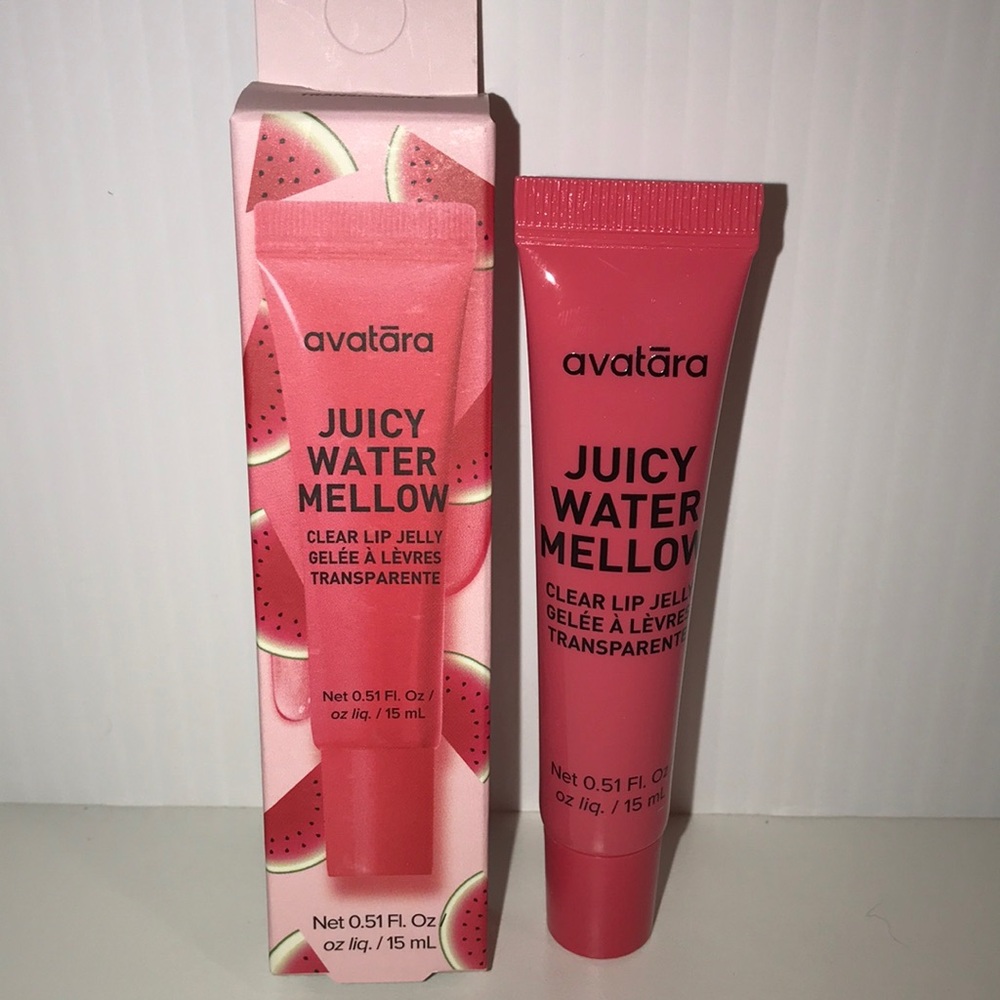 avatāra
JUICY
WATER
MELLOW
CLEAR LIP JELLY
GELÉE À LÈVRES
TRANSPARENTE
Net 0.51 Fl. Oz /
oz liq. / 15 mL
Net 0.51 Fl. Oz /
oz liq. / 15 mL
avatāra
JUICY
WATER
MELLOW
CLEAR LIP JELLY
GELÉE À LÈVRES
TRANSPARENTE
Net 0.51 Fl. Oz
oz liq. / 15 mL